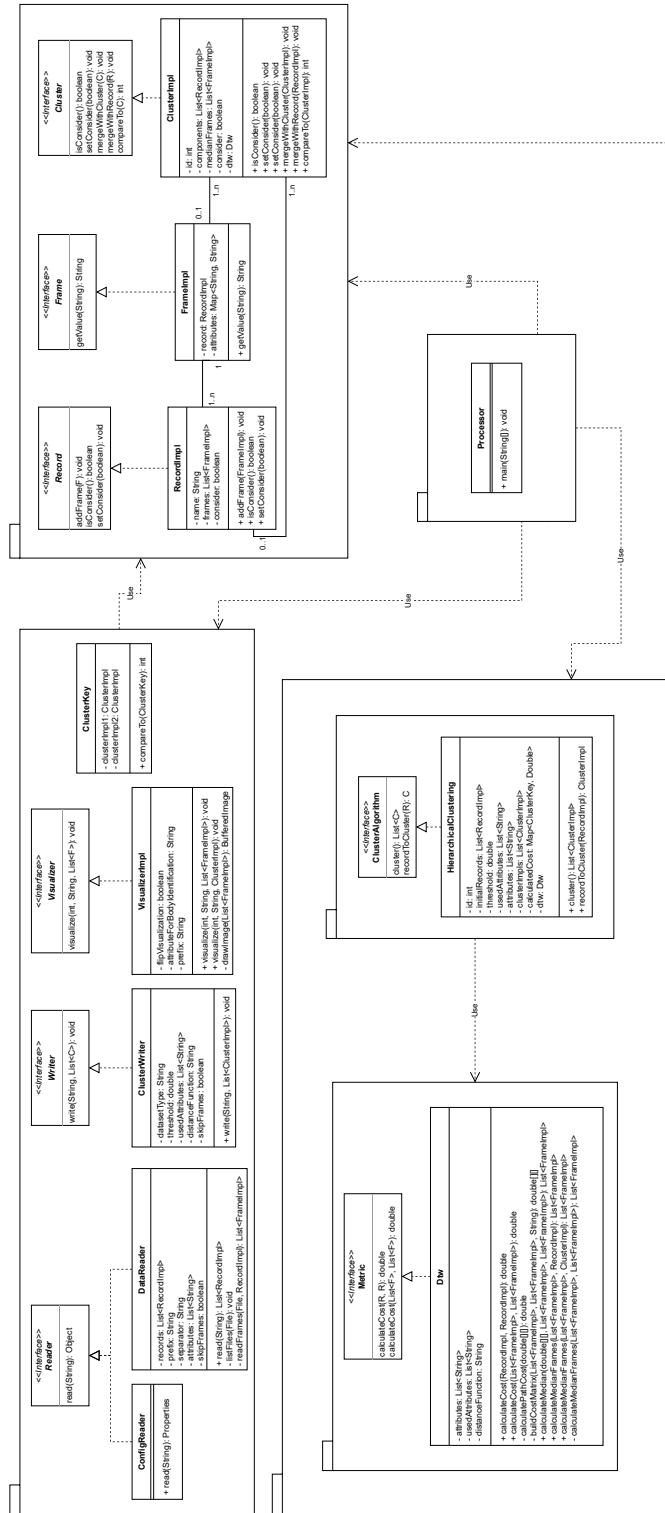 <<Interface>>
Reader
read(String): Object
ConfigReader
+ read(String): Properties
DataReader
- records: List<RecordImpl>
- prefix: String
- separator: String
- attributes: List<String>
- skipFrames: boolean
+ read(String): List<RecordImpl>
- listFiles(File): void
- readFrames(File, RecordImpl): List<FrameImpl>
<<Interface>>
Writer
write(String, List<C>): void
ClusterWriter
- datasetType: String
- threshold: double
- usedAttributes: List<String>
- distanceFunction: String
- skipFrames: boolean
+ write(String, List<ClusterImpl>): void
<<Interface>>
Visualizer
visualize(int, String, List<F>): void
VisualizerImpl
- flipVisualization: boolean
- attributeForBodyIdentification: String
- prefix: String
+ visualize(int, String, List<FrameImpl>): void
+ visualize(int, String, ClusterImpl): void
- drawImage(List<FrameImpl>): BufferedImage
ClusterKey
- clusterImpl1: ClusterImpl
- clusterImpl2: ClusterImpl
+ compareTo(ClusterKey): int
Use
<<Interface>>
Record
addFrame(F): void
isConsider(): boolean
setConsider(boolean): void
RecordImpl
- name: String
- frames: List<FrameImpl>
- consider: boolean
+ addFrame(FrameImpl): void
+ isConsider(): boolean
+ setConsider(boolean): void
0..1
1..n
1
<<Interface>>
Frame
getValue(String): String
FrameImpl
- record: RecordImpl
- attributes: Map<String, String>
+ getValue(String): String
0..1
1..n
<<Interface>>
Cluster
isConsider(): boolean
setConsider(boolean): void
mergeWithCluster(C): void
mergeWithRecord(R): void
compareTo(C): int
ClusterImpl
- id: int
- components: List<RecordImpl>
- medianFrames: List<FrameImpl>
- consider: boolean
- dtw: Dtw
+ isConsider(): boolean
+ setConsider(boolean): void
+ setConsider(boolean): void
+ mergeWithCluster(ClusterImpl): void
+ mergeWithRecord(RecordImpl): void
+ compareTo(ClusterImpl): int
1..n
Use
Use
Processor
+ main(String[]): void
Use
<<Interface>>
Metric
calculateCost(R, R): double
calculateCost(List<F>, List<F>): double
Dtw
- attributes: List<String>
- usedAttributes: List<String>
- distanceFunction: String
+ calculateCost(RecordImpl, RecordImpl): double
+ calculateCost(List<FrameImpl>, List<FrameImpl>): double
- calculatePathCost(double[][]): double
- buildCostMatrix(List<FrameImpl>, List<FrameImpl>, String): double[][]
+ calculateMedian(double[][], List<FrameImpl>, List<FrameImpl>): List<FrameImpl>
+ calculateMedianFrames(List<FrameImpl>, RecordImpl): List<FrameImpl>
+ calculateMedianFrames(List<FrameImpl>, ClusterImpl): List<FrameImpl>
- calculateMedianFrames(List<FrameImpl>, List<FrameImpl>): List<FrameImpl>
Use
<<Interface>>
ClusterAlgorithm
cluster(): List<C>
recordToCluster(R): C
HierarchicalClustering
- id: int
- initialRecords: List<RecordImpl>
- threshold: double
- usedAttributes: List<String>
- attributes: List<String>
- clusterImpls: List<ClusterImpl>
- calculatedCost: Map<ClusterKey, Double>
- dtw: Dtw
+ cluster(): List<ClusterImpl>
+ recordToCluster(RecordImpl): ClusterImpl